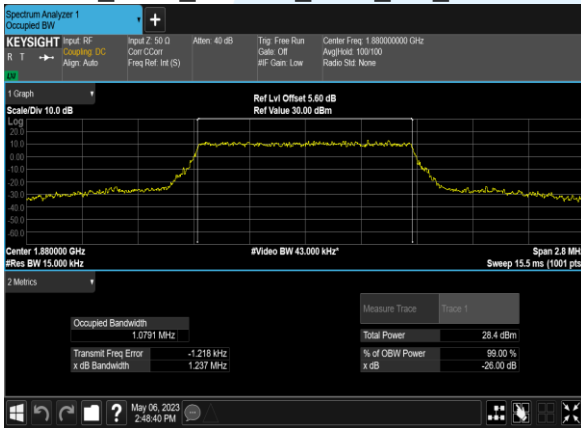 Spectrum Analyzer 1
Occupied BW
+
KEYSIGHT Input: RF Input Z: 50 Ω Atten: 40 dB Trig: Free Run Center Freq: 1.880000000 GHz
R T Coupling: DC Corr CCorr Gate: Off Avg|Hold: 100/100
Align: Auto Freq Ref: Int (S) #IF Gain: Low Radio Std: None
1 Graph
Scale/Div 10.0 dB Ref Lvl Offset 5.60 dB
Ref Value 30.00 dBm
Log
20.0
10.0
0.00
-10.0
-20.0
-30.0
-40.0
-50.0
-60.0
Center 1.880000 GHz #Video BW 43.000 kHz* Span 2.8 MHz
#Res BW 15.000 kHz Sweep 15.5 ms (1001 pts
2 Metrics
Measure Trace Trace 1
Occupied Bandwidth
1.0791 MHz Total Power 28.4 dBm
Transmit Freq Error -1.218 kHz % of OBW Power 99.00 %
x dB Bandwidth 1.237 MHz x dB -26.00 dB
? May 06, 2023
2:48:40 PM